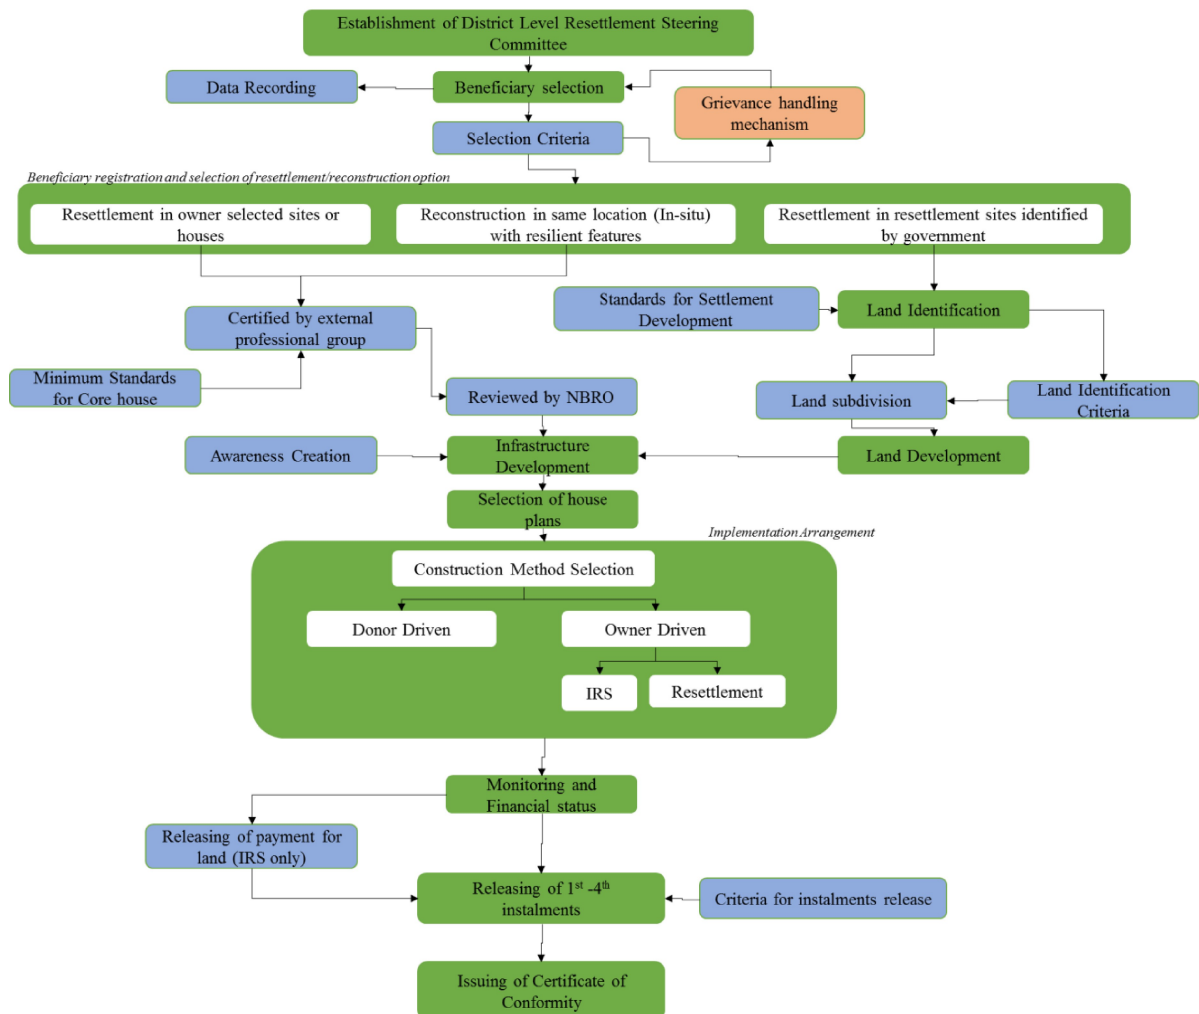 Establishment of District Level Resettlement Steering
Committee
Data Recording
Beneficiary selection
Grievance handling
mechanism
Selection Criteria
Beneficiary registration and selection of resettlement/reconstruction option
Resettlement in owner selected sites or
houses
Reconstruction in same location (In-situ)
with resilient features
Resettlement in resettlement sites identified
by government
Standards for Settlement
Development
Land Identification
Certified by external
professional group
Minimum Standards
for Core house
Reviewed by NBRO
Land subdivision
Land Identification
Criteria
Awareness Creation
Infrastructure
Development
Land Development
Selection of house
plans
Implementation Arrangement
Construction Method Selection
Donor Driven
Owner Driven
IRS
Resettlement
Monitoring and
Financial status
Releasing of payment for
land (IRS only)
Releasing of 1st -4th
instalments
Criteria for instalments release
Issuing of Certificate of
Conformity